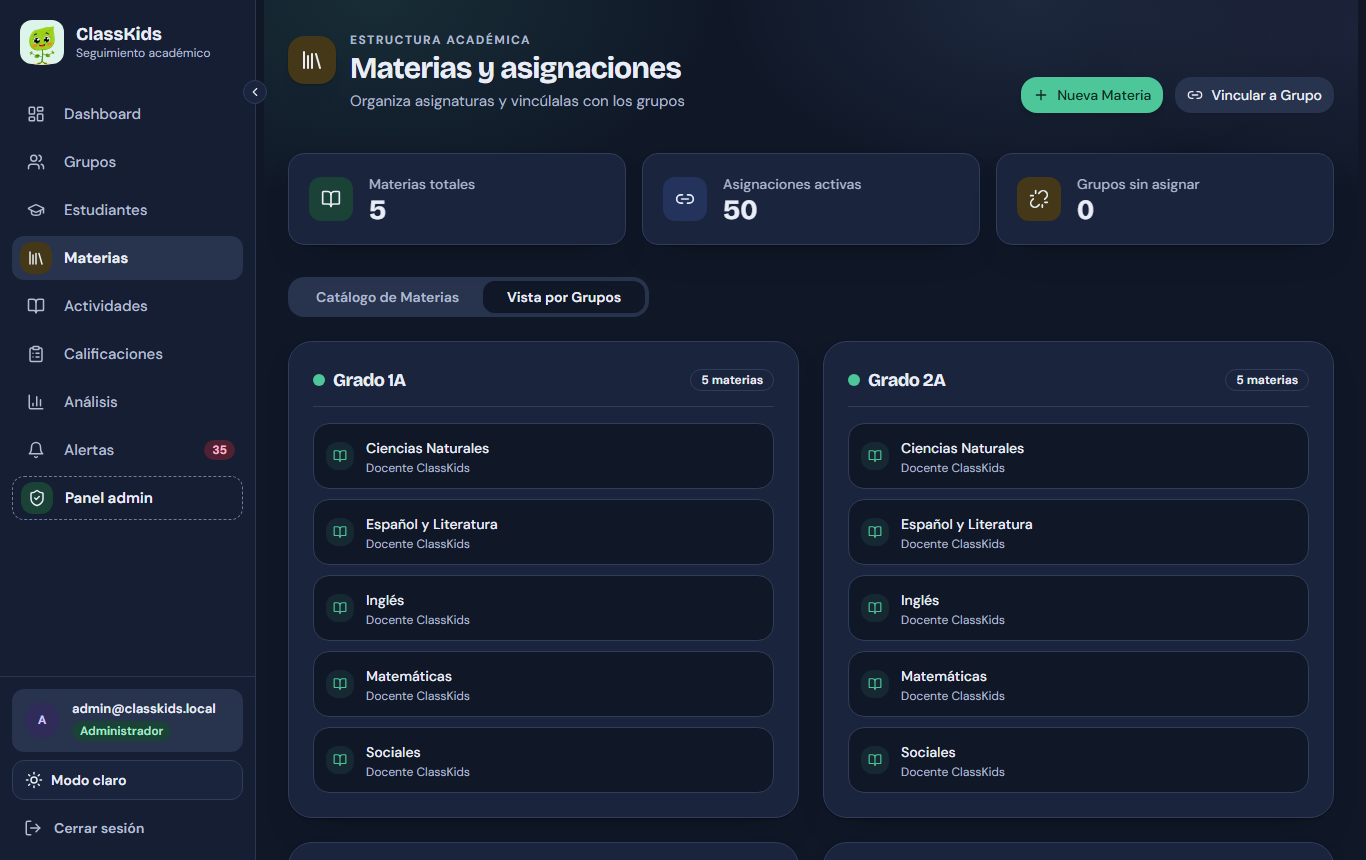 ClassKids
Seguimiento académico
Dashboard
Grupos
Estudiantes
Materias
Actividades
Calificaciones
Análisis
Alertas
35
Panel admin
A
admin@classkids.local
Administrador
Modo claro
Cerrar sesión
ESTRUCTURA ACADÉMICA
Materias y asignaciones
Organiza asignaturas y vincúlalas con los grupos
Nueva Materia
Vincular a Grupo
Materias totales
5
Asignaciones activas
50
Grupos sin asignar
0
Catálogo de Materias
Vista por Grupos
Grado 1A
5 materias
Ciencias Naturales
Docente ClassKids
Español y Literatura
Docente ClassKids
Inglés
Docente ClassKids
Matemáticas
Docente ClassKids
Sociales
Docente ClassKids
Grado 2A
5 materias
Ciencias Naturales
Docente ClassKids
Español y Literatura
Docente ClassKids
Inglés
Docente ClassKids
Matemáticas
Docente ClassKids
Sociales
Docente ClassKids